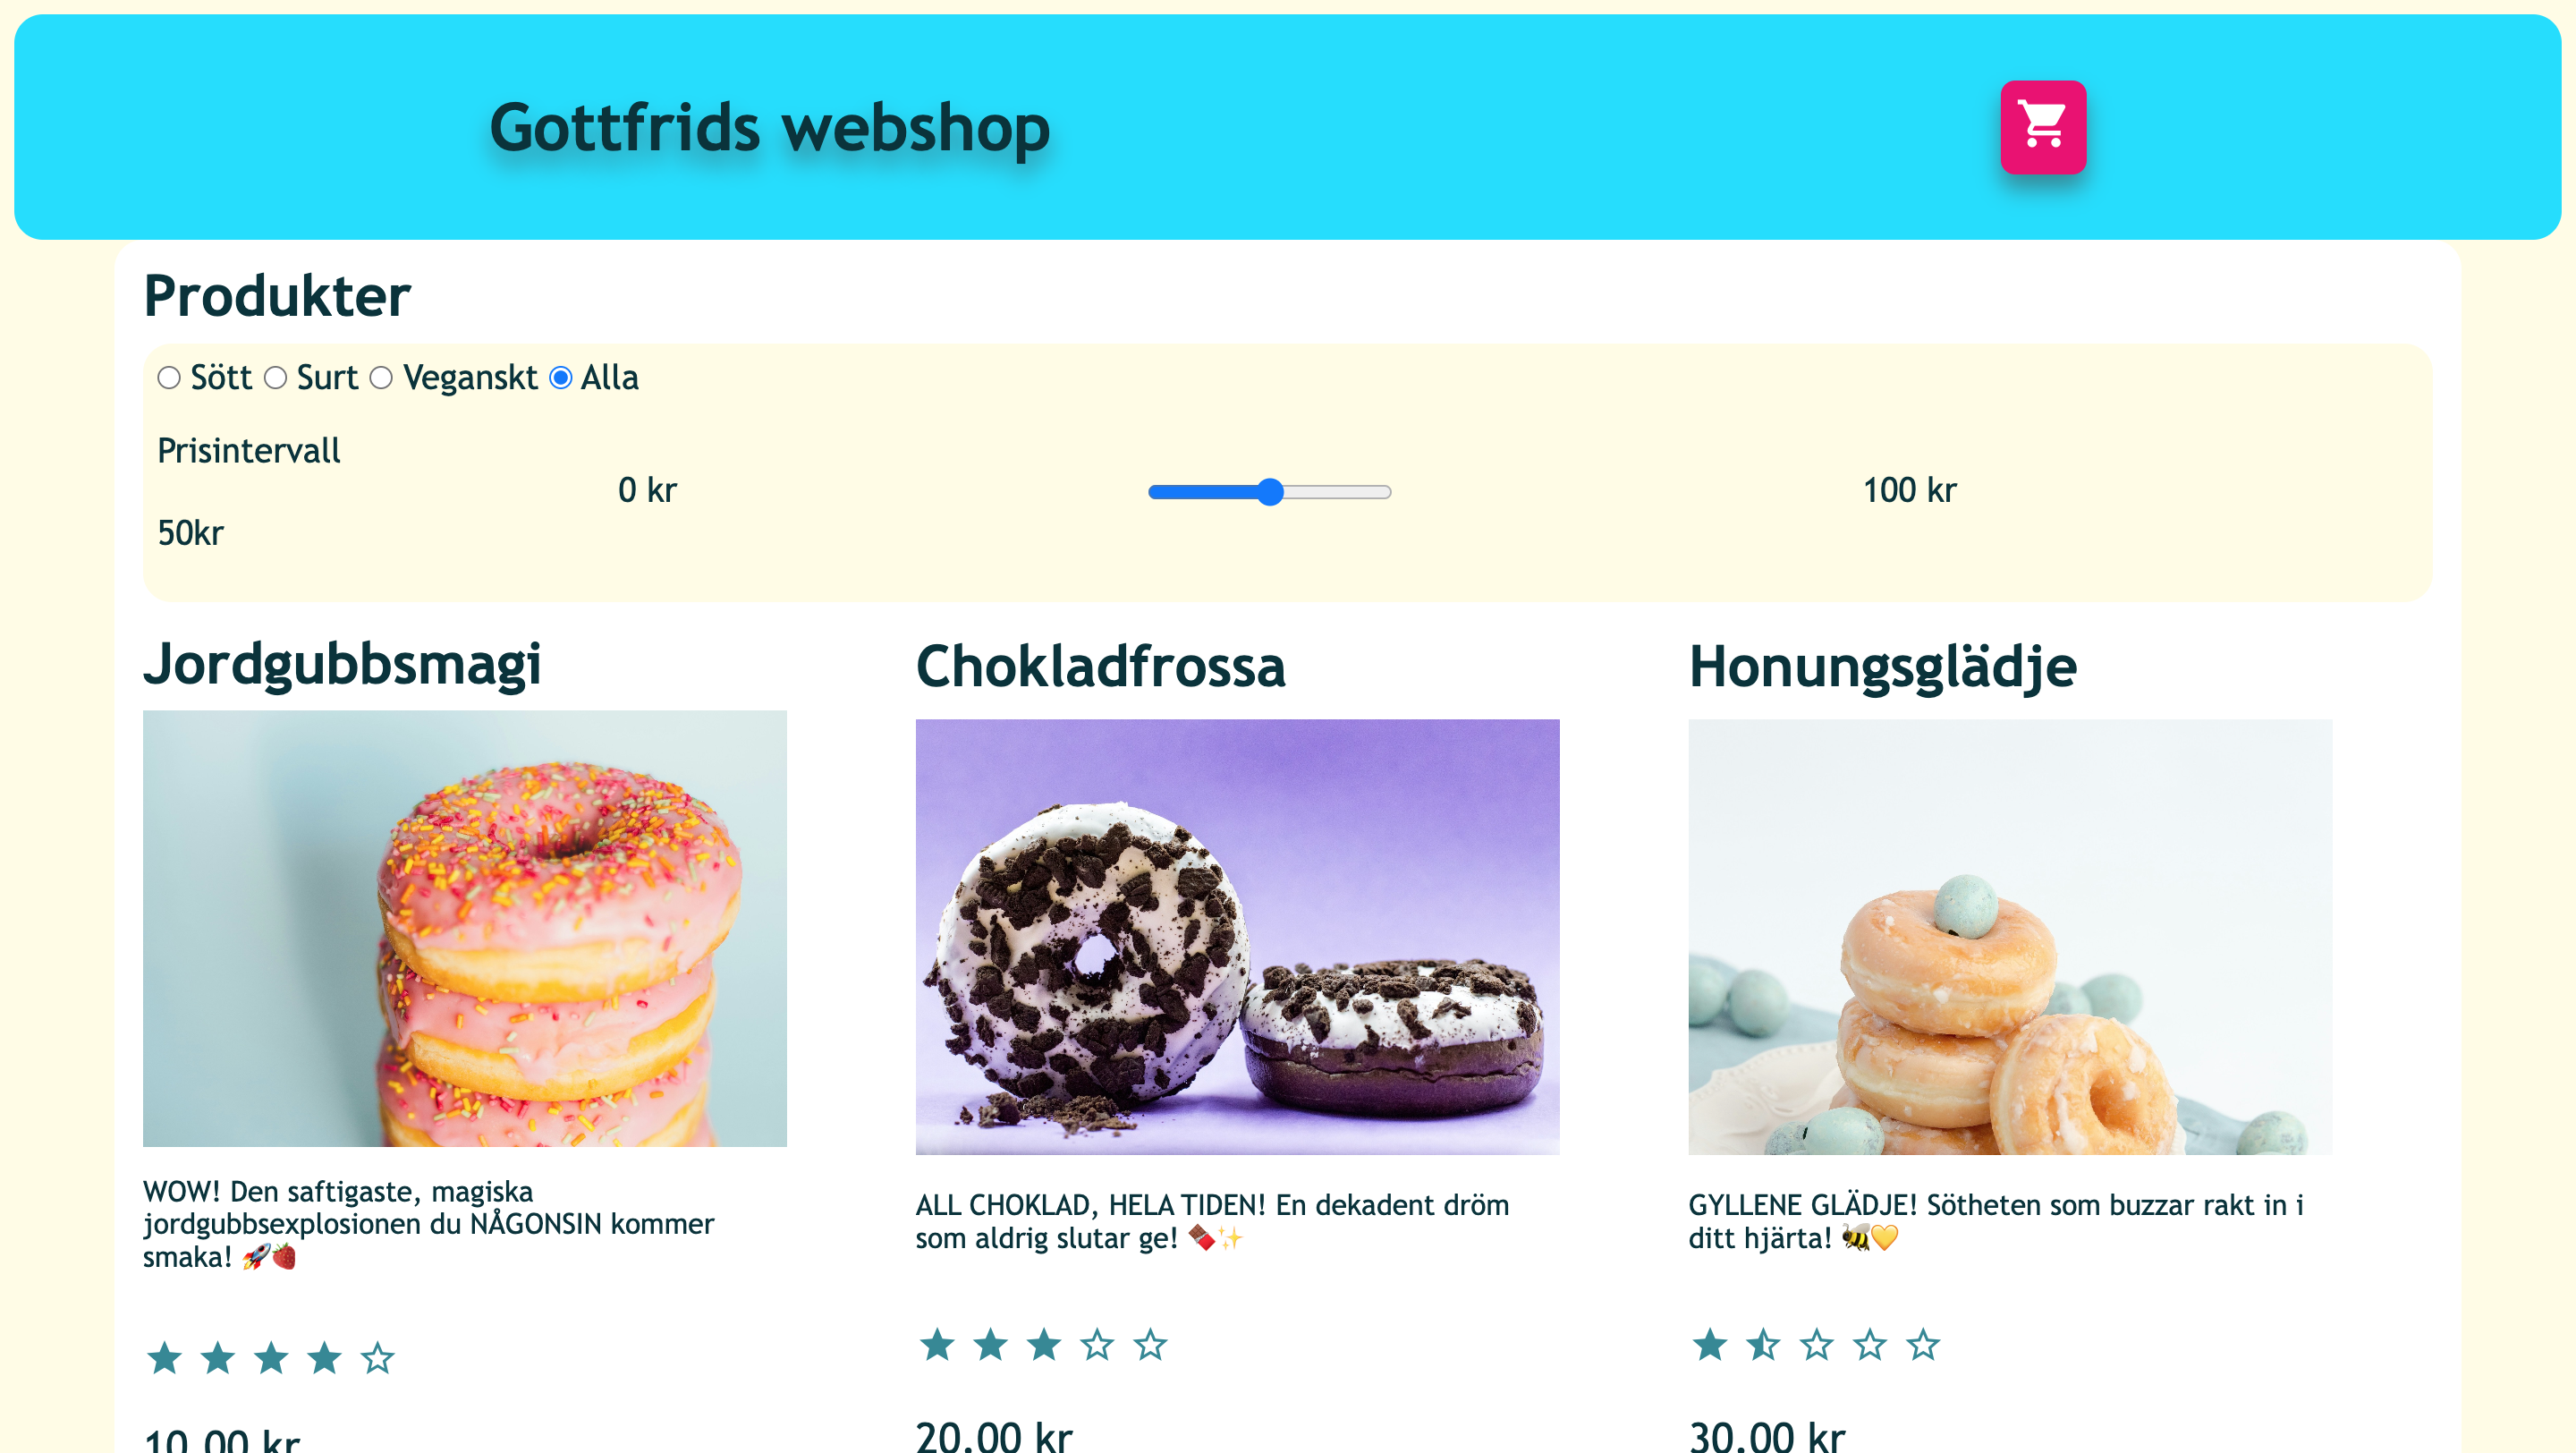 Gottfrids webshop
Produkter
Sött Surt Veganskt Alla
Prisintervall
0 kr 100 kr
50kr
Jordgubbsmagi
WOW! Den saftigaste, magiska
jordgubbsexplosionen du NÅGONSIN kommer
smaka! 🚀🍓
10.00 kr
Chokladfrossa
ALL CHOKLAD, HELA TIDEN! En dekadent dröm
som aldrig slutar ge! 🍫✨
20.00 kr
Honungsglädje
GYLLENE GLÄDJE! Sötheten som buzzar rakt in i
ditt hjärta! 🐝💛
30.00 kr